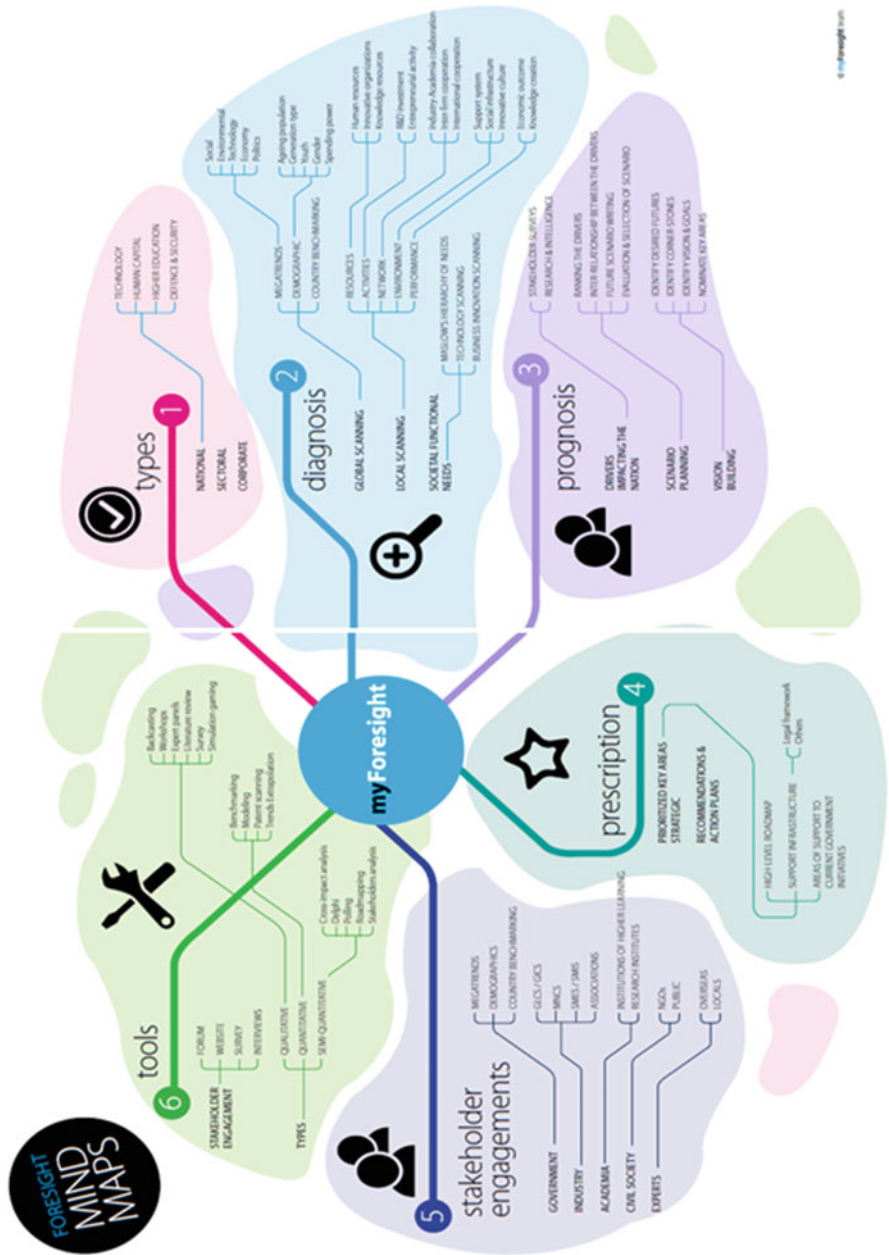 FORESIGHT
MIND
MAPS
myForesight
1
types
NATIONAL
TECHNOLOGY
HUMAN CAPITAL
HIGHER EDUCATION
DEFENCE & SECURITY
SECTORAL
CORPORATE
2
diagnosis
GLOBAL SCANNING
MEGATRENDS
Social
Environmental
Technology
Economy
Politics
DEMOGRAPHIC
Ageing population
Generation type
Youth
Gender
Spending power
COUNTRY BENCHMARKING
LOCAL SCANNING
RESOURCES
Human resources
Innovative organizations
Knowledge resources
ACTIVITIES
R&D investment
Entrepreneurial activity
NETWORK
Industry-Academia collaboration
Inter firm cooperation
International cooperation
ENVIRONMENT
Support system
Social infrastructure
Innovative culture
PERFORMANCE
Economic outcome
Knowledge creation
SOCIETAL FUNCTIONAL
NEEDS
MASLOW'S HIERARCHY OF NEEDS
TECHNOLOGY SCANNING
BUSINESS INNOVATION SCANNING
3
prognosis
DRIVERS
IMPACTING THE
NATION
STAKEHOLDER SURVEYS
RESEARCH & INTELLIGENCE
SCENARIO
PLANNING
RANKING THE DRIVERS
INTER-RELATIONSHIP BETWEEN THE DRIVERS
FUTURE SCENARIO WRITING
EVALUATION & SELECTION OF SCENARIO
VISION
BUILDING
IDENTIFY DESIRED FUTURES
IDENTIFY CORNER-STONES
IDENTIFY VISION & GOALS
NOMINATE KEY AREAS
4
prescription
PRIORITIZED KEY AREAS
STRATEGIC
RECOMMENDATIONS &
ACTION PLANS
HIGH-LEVEL ROADMAP
SUPPORT INFRASTRUCTURE
Legal framework
Others
AREAS OF SUPPORT TO
CURRENT GOVERNMENT
INITIATIVES
5
stakeholder
engagements
GOVERNMENT
MEGATRENDS
DEMOGRAPHICS
COUNTRY BENCHMARKING
INDUSTRY
GLCS / GICS
MNCS
SMES / SMIS
ASSOCIATIONS
ACADEMIA
INSTITUTIONS OF HIGHER LEARNING
RESEARCH INSTITUTES
CIVIL SOCIETY
NGOs
PUBLIC
EXPERTS
OVERSEAS
LOCALS
6
tools
STAKEHOLDER
ENGAGEMENT
FORUM
WEBSITE
SURVEY
INTERVIEWS
TYPES
QUALITATIVE
Backcasting
Workshops
Expert panels
Literature review
Survey
Simulation gaming
QUANTITATIVE
Benchmarking
Modeling
Patent scanning
Trends Extrapolation
SEMI-QUANTITATIVE
Cross-impact analysis
Delphi
Polling
Roadmapping
Stakeholders analysis
© myForesight team